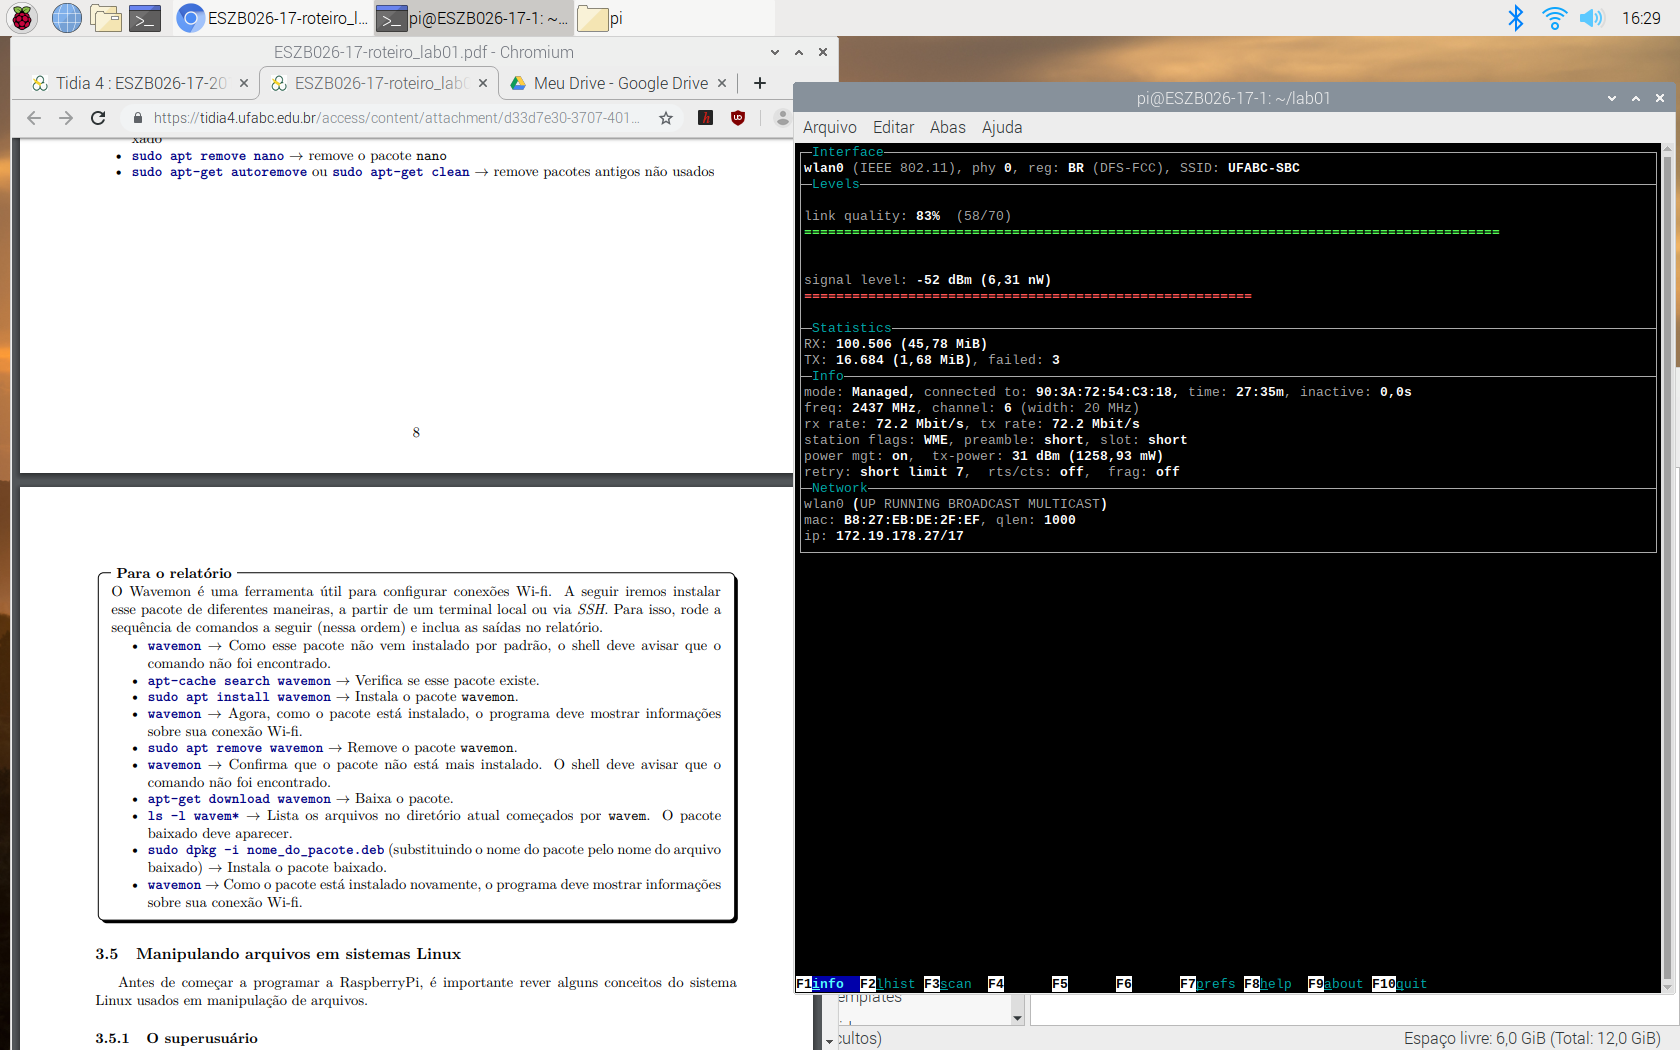 ESZB026-17-roteiro_l...
pi@ESZB026-17-1: ~...
pi
16:29
ESZB026-17-roteiro_lab01.pdf - Chromium
Tidia 4 : ESZB026-17-20
ESZB026-17-roteiro_lab0
Meu Drive - Google Drive
https://tidia4.ufabc.edu.br/access/content/attachment/d33d7e30-3707-401...
xado
• sudo apt remove nano → remove o pacote nano
• sudo apt-get autoremove ou sudo apt-get clean → remove pacotes antigos não usados
8
Para o relatório
O Wavemon é uma ferramenta útil para configurar conexões Wi-fi. A seguir iremos instalar
esse pacote de diferentes maneiras, a partir de um terminal local ou via SSH. Para isso, rode a
sequência de comandos a seguir (nessa ordem) e inclua as saídas no relatório.
• wavemon → Como esse pacote não vem instalado por padrão, o shell deve avisar que o
comando não foi encontrado.
• apt-cache search wavemon → Verifica se esse pacote existe.
• sudo apt install wavemon → Instala o pacote wavemon.
• wavemon → Agora, como o pacote está instalado, o programa deve mostrar informações
sobre sua conexão Wi-fi.
• sudo apt remove wavemon → Remove o pacote wavemon.
• wavemon → Confirma que o pacote não está mais instalado. O shell deve avisar que o
comando não foi encontrado.
• apt-get download wavemon → Baixa o pacote.
• ls -l wavem* → Lista os arquivos no diretório atual começados por wavem. O pacote
baixado deve aparecer.
• sudo dpkg -i nome_do_pacote.deb (substituindo o nome do pacote pelo nome do arquivo
baixado) → Instala o pacote baixado.
• wavemon → Como o pacote está instalado novamente, o programa deve mostrar informações
sobre sua conexão Wi-fi.
3.5 Manipulando arquivos em sistemas Linux
Antes de começar a programar a RaspberryPi, é importante rever alguns conceitos do sistema
Linux usados em manipulação de arquivos.
3.5.1 O superusuário
pi@ESZB026-17-1: ~/lab01
Arquivo Editar Abas Ajuda
Interface
wlan0 (IEEE 802.11), phy 0, reg: BR (DFS-FCC), SSID: UFABC-SBC
Levels
link quality: 83% (58/70)
signal level: -52 dBm (6,31 nW)
Statistics
RX: 100.506 (45,78 MiB)
TX: 16.684 (1,68 MiB), failed: 3
Info
mode: Managed, connected to: 90:3A:72:54:C3:18, time: 27:35m, inactive: 0,0s
freq: 2437 MHz, channel: 6 (width: 20 MHz)
rx rate: 72.2 Mbit/s, tx rate: 72.2 Mbit/s
station flags: WME, preamble: short, slot: short
power mgt: on, tx-power: 31 dBm (1258,93 mW)
retry: short limit 7, rts/cts: off, frag: off
Network
wlan0 (UP RUNNING BROADCAST MULTICAST)
mac: B8:27:EB:DE:2F:EF, qlen: 1000
ip: 172.19.178.27/17
F1info F2lhist F3scan F4 F5 F6 F7prefs F8help F9about F10quit
emplates
cultos)
Espaço livre: 6,0 GiB (Total: 12,0 GiB)